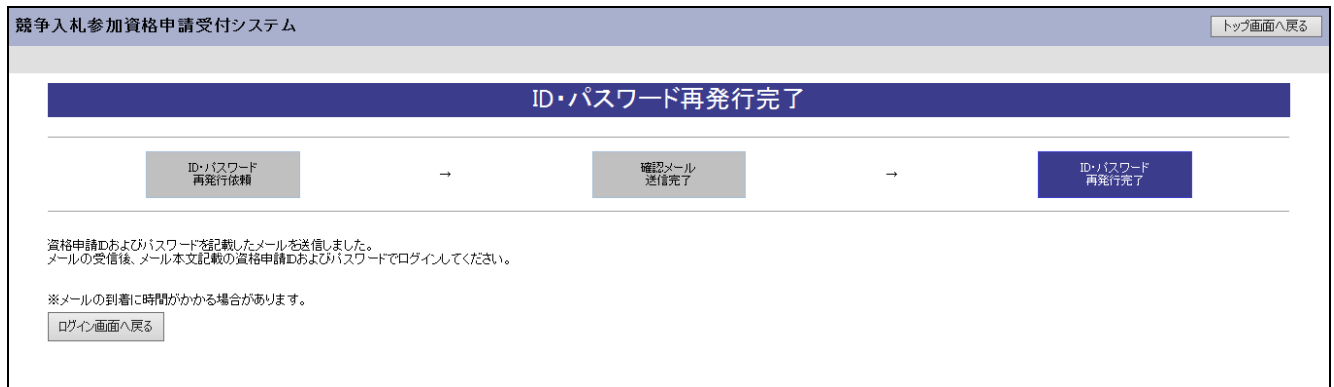 競争入札参加資格申請受付システム
トップ画面へ戻る
ID・パスワード再発行完了
ID・パスワード
再発行依頼
→
確認メール
送信完了
→
ID・パスワード
再発行完了
資格申請IDおよびパスワードを記載したメールを送信しました。
メールの受信後、メール本文記載の資格申請IDおよびパスワードでログインしてください。
※メールの到着に時間がかかる場合があります。
ログイン画面へ戻る